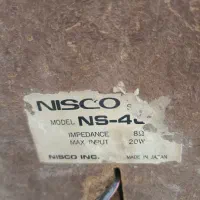 NISCO
MODEL NS-4
IMPEDANCE 8Ω
MAX INPUT 20W
NISCO INC. MADE IN JAPAN